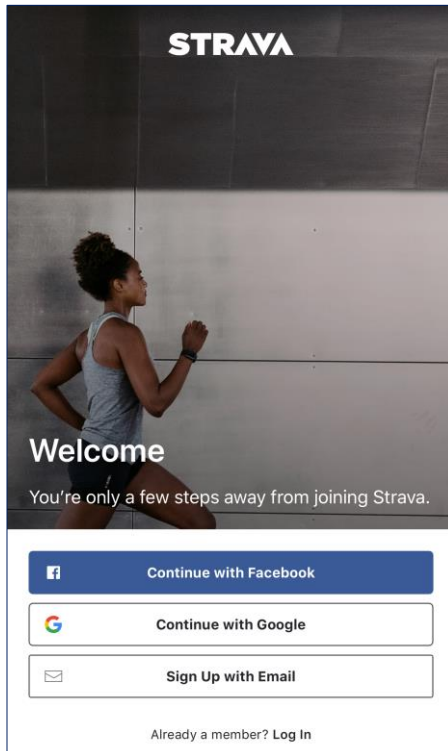 STRAVA
Welcome
You're only a few steps away from joining Strava.
Continue with Facebook
Continue with Google
Sign Up with Email
Already a member? Log In